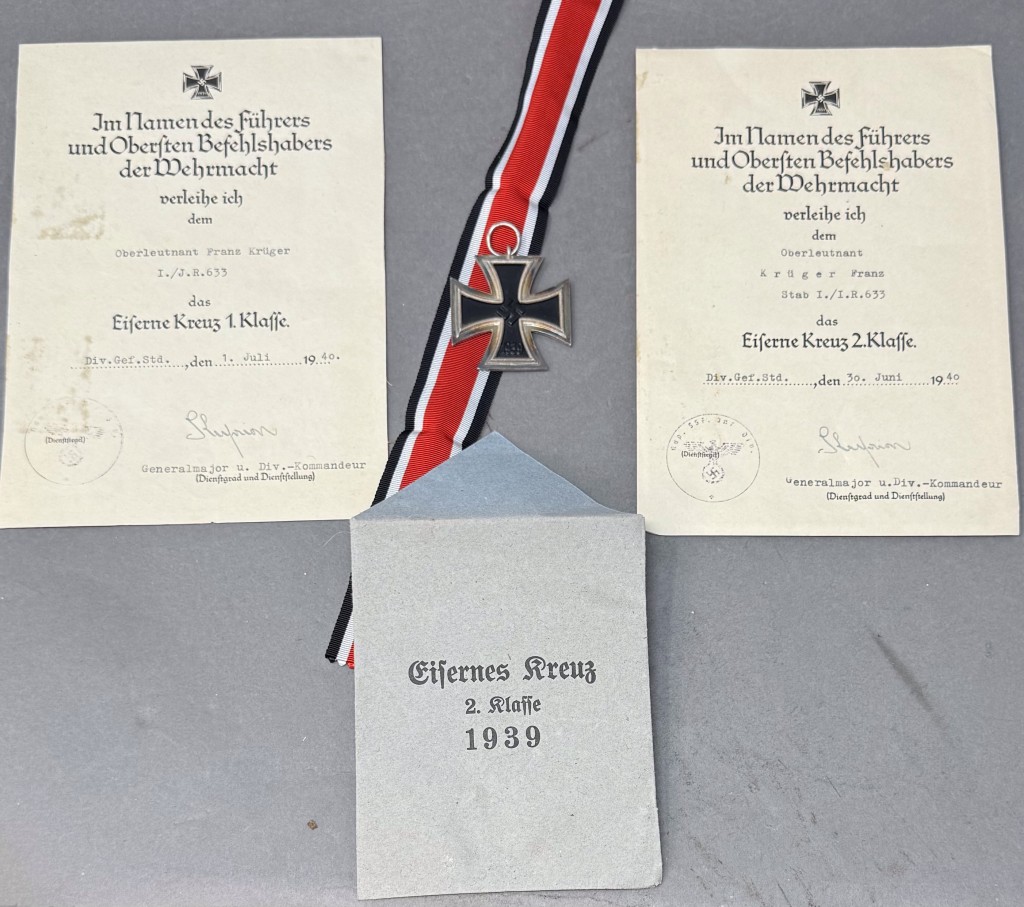 Im Namen des Führers
und Obersten Befehlshabers
der Wehrmacht
verleihe ich
dem
Oberleutnant Franz Krüger
I./J.R.633
das
Eiserne Kreuz 1. Klasse.
Div.Gef.Std. , den 1. Juli 1940.
(Dienstsiegel)
Generalmajor u. Div.-Kommandeur
(Dienstgrad und Dienststellung)
Im Namen des Führers
und Obersten Befehlshabers
der Wehrmacht
verleihe ich
dem
Oberleutnant
Krüger Franz
Stab I./I.R.633
das
Eiserne Kreuz 2. Klasse.
Div.Gef.Std. , den 30. Juni 1940
(Dienstsiegel)
Generalmajor u.Div.-Kommandeur
(Dienstgrad und Dienststellung)
Eisernes Kreuz
2. Klasse
1939